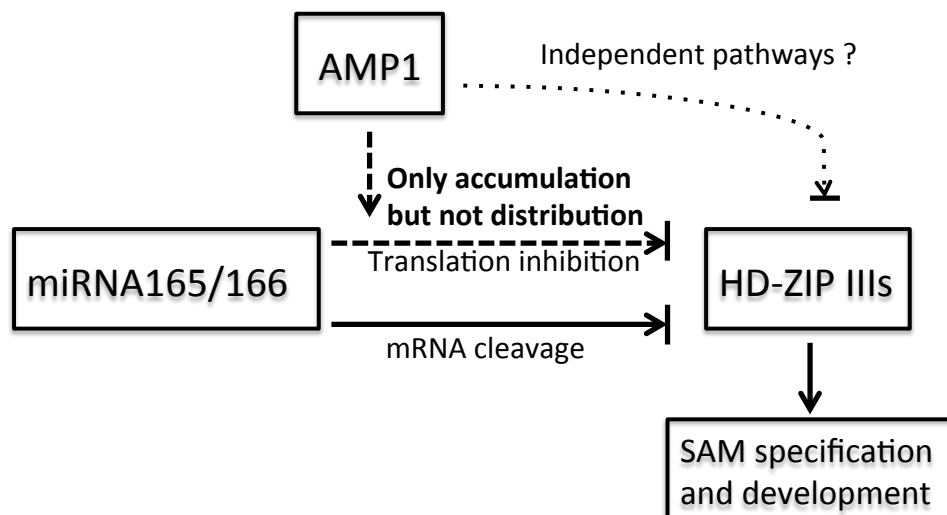 AMP1
Independent pathways ?
Only accumulation
but not distribution
miRNA165/166
Translation inhibition
HD-ZIP IIIs
mRNA cleavage
SAM specification
and development